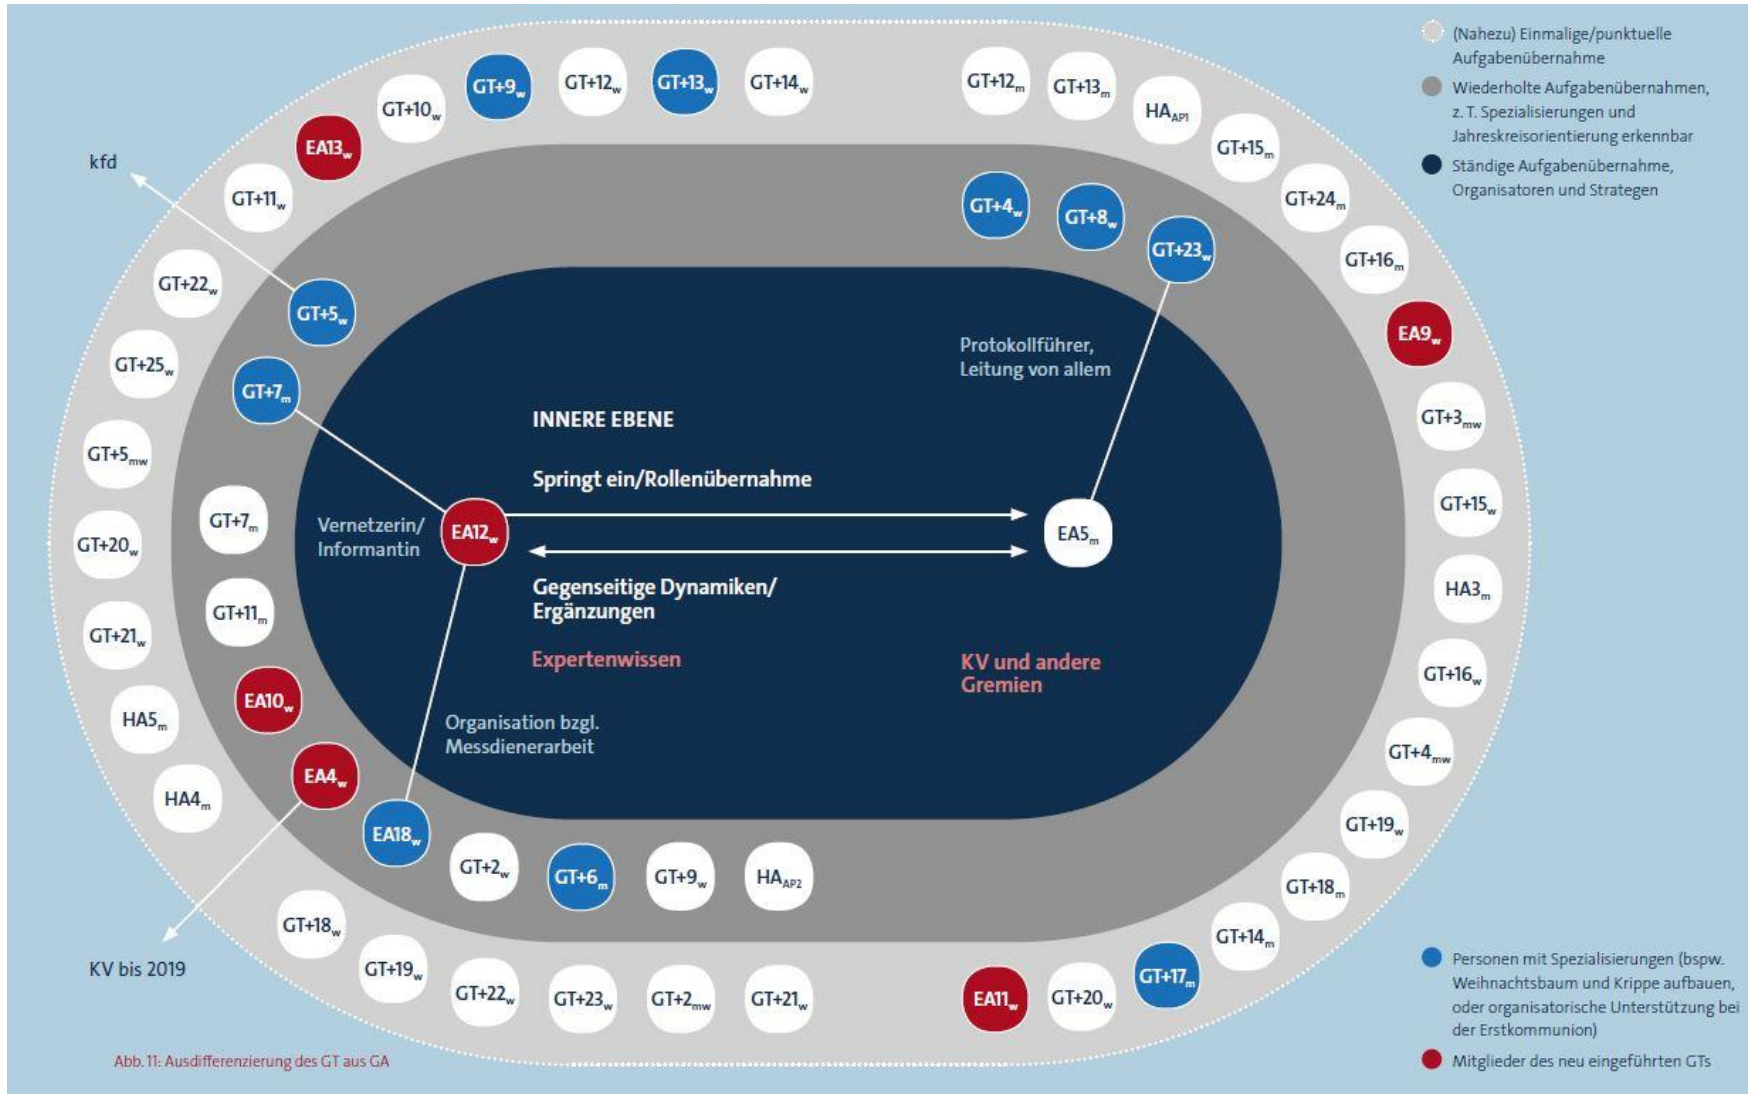 (Nahezu) Einmalige/punktuelle
Aufgabenübernahme
Wiederholte Aufgabenübernahmen,
z. T. Spezialisierungen und
Jahreskreisorientierung erkennbar
Ständige Aufgabenübernahme,
Organisatoren und Strategen
GT+10w
GT+9w
GT+12w
GT+13w
GT+14w
GT+12m
GT+13m
HAAP1
GT+15m
GT+24m
GT+16m
EA9w
GT+3mw
GT+15w
HA3m
GT+16w
GT+4mw
GT+19w
GT+18m
GT+14m
GT+17m
GT+20w
EA11w
GT+21w
GT+2mw
GT+23w
GT+22w
GT+19w
GT+18w
HA4m
HA5m
GT+21w
GT+20w
GT+5mw
GT+25w
GT+22w
GT+11w
EA13w
kfd
GT+5w
GT+7m
GT+7m
GT+11m
EA10w
EA4w
EA18w
GT+2w
GT+6m
GT+9w
HAAP2
GT+4w
GT+8w
GT+23w
Protokollführer,
Leitung von allem
INNERE EBENE
Springt ein/Rollenübernahme
Vernetzerin/
Informantin
EA12w
EA5m
Gegenseitige Dynamiken/
Ergänzungen
Expertenwissen
KV und andere
Gremien
Organisation bzgl.
Messdienerarbeit
KV bis 2019
Personen mit Spezialisierungen (bspw.
Weihnachtsbaum und Krippe aufbauen,
oder organisatorische Unterstützung bei
der Erstkommunion)
Mitglieder des neu eingeführten GTs
Abb. 11: Ausdifferenzierung des GT aus GA